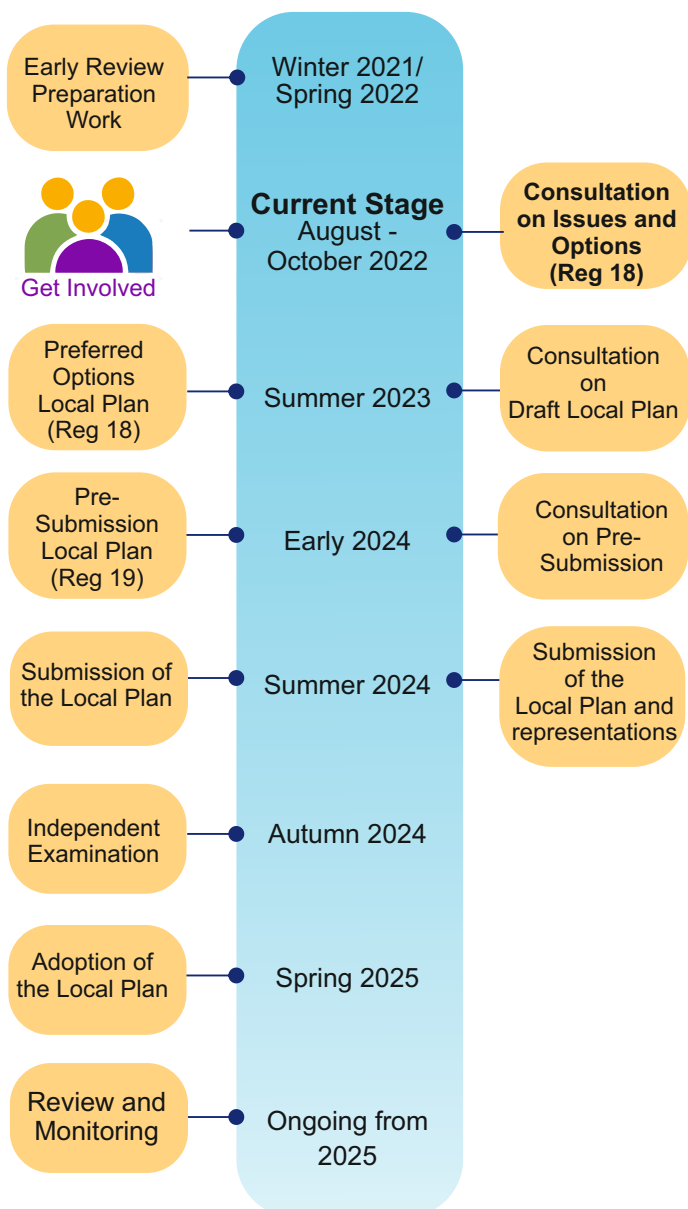 Early Review
Preparation
Work
Winter 2021/
Spring 2022
Get Involved
Current Stage
August -
October 2022
Consultation
on Issues and
Options
(Reg 18)
Preferred
Options
Local Plan
(Reg 18)
Summer 2023
Consultation
on
Draft Local Plan
Pre-
Submission
Local Plan
(Reg 19)
Early 2024
Consultation
on Pre-
Submission
Submission of
the Local Plan
Summer 2024
Submission
of the
Local Plan and
representations
Independent
Examination
Autumn 2024
Adoption of
the Local Plan
Spring 2025
Review and
Monitoring
Ongoing from
2025